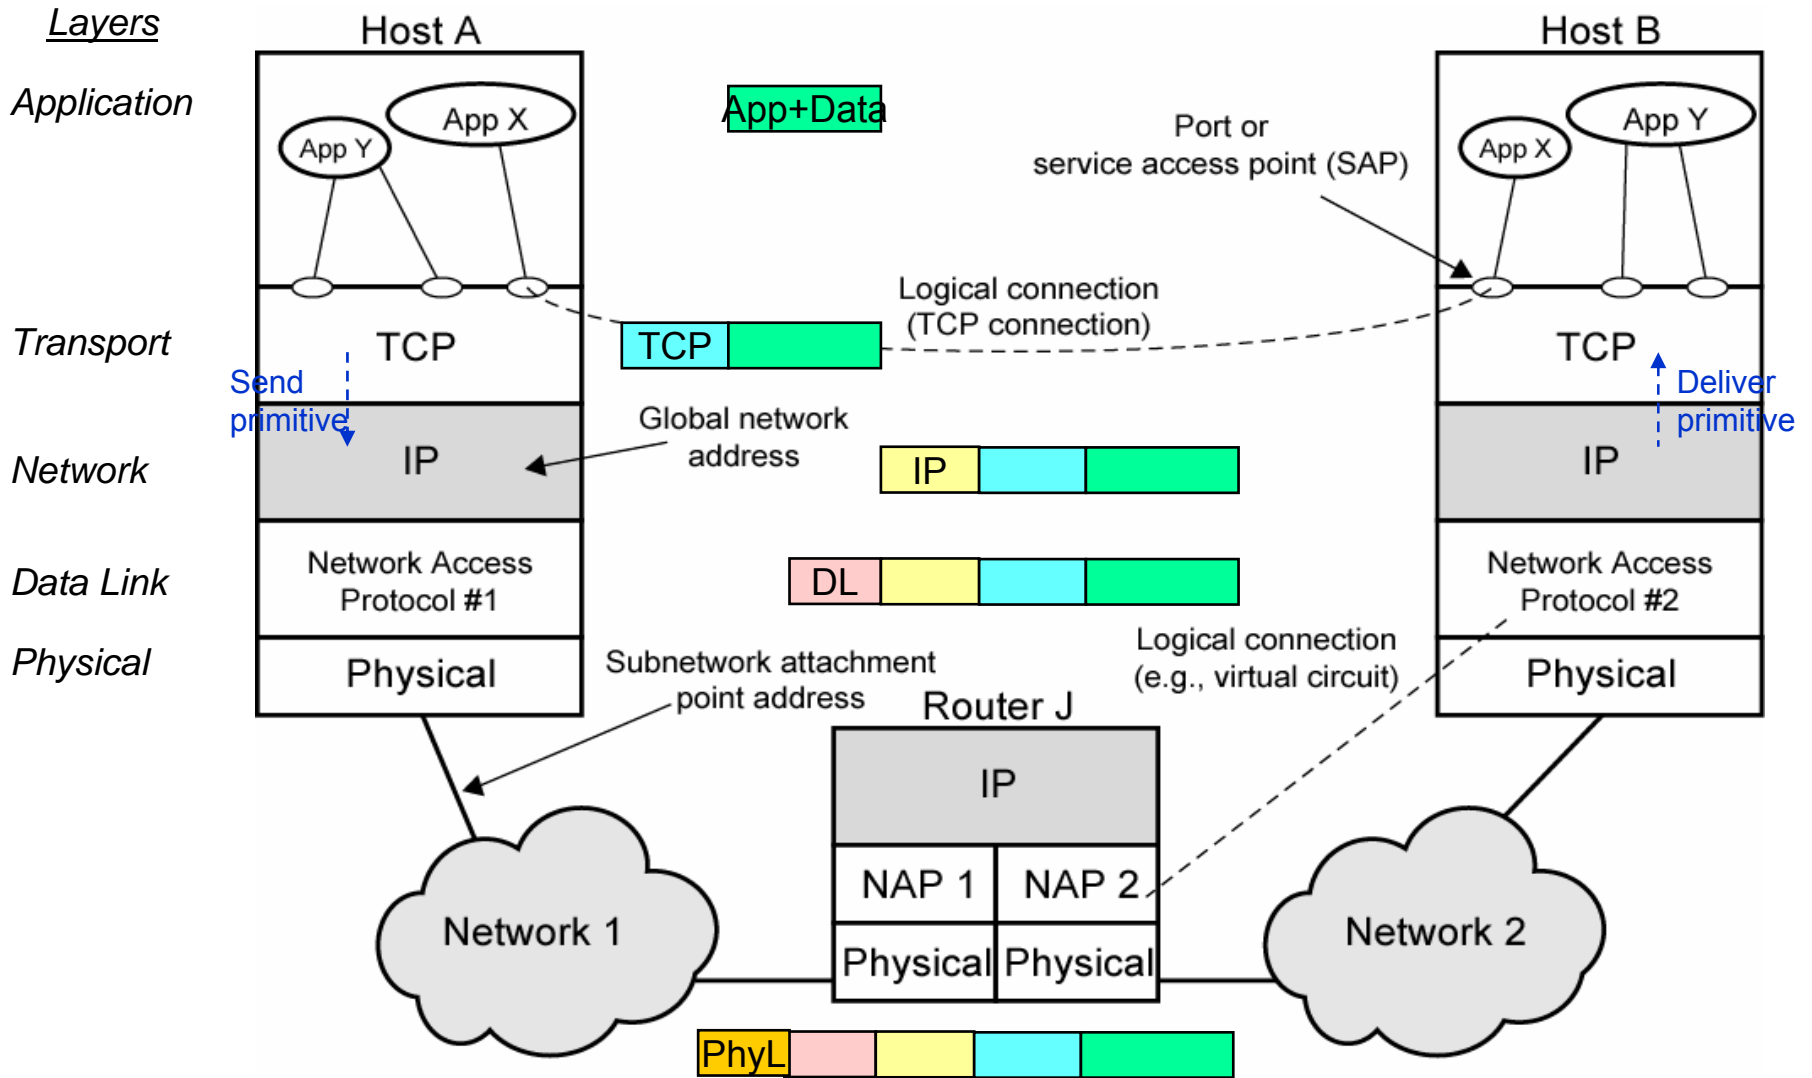 Layers
Host A
Host B
Application
App X
App Y
App+Data
Port or
service access point (SAP)
App Y
App X
Logical connection
(TCP connection)
Transport
TCP
TCP
TCP
Send
primitive
Deliver
primitive
Global network
address
Network
IP
IP
IP
Data Link
Network Access
Protocol #1
DL
Network Access
Protocol #2
Logical connection
(e.g., virtual circuit)
Physical
Physical
Subnetwork attachment
point address
Physical
Router J
IP
NAP 1
NAP 2
Network 1
Physical
Physical
Network 2
PhyL